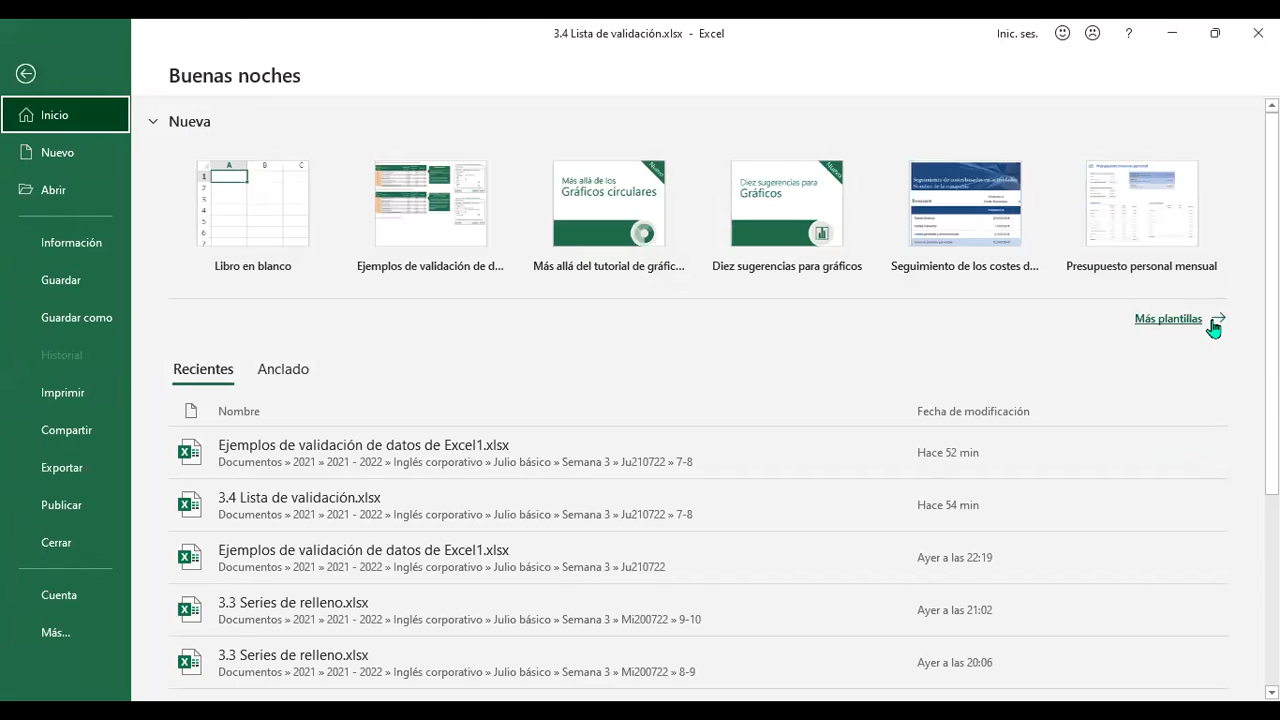 3.4 Lista de validación.xlsx - Excel
Inic. ses.
?
Buenas noches
Inicio
Nuevo
Abrir
Información
Guardar
Guardar como
Historial
Imprimir
Compartir
Exportar
Publicar
Cerrar
Cuenta
Más...
Nueva
A B C
1
2
3
4
5
6
7
Más allá de los
Gráficos circulares
Diez sugerencias para
Gráficos
Libro en blanco
Ejemplos de validación de d...
Más allá del tutorial de gráfic...
Diez sugerencias para gráficos
Seguimiento de los costes d...
Presupuesto personal mensual
Más plantillas
Recientes Anclado
Nombre Fecha de modificación
Ejemplos de validación de datos de Excel1.xlsx
Documentos » 2021 » 2021 - 2022 » Inglés corporativo » Julio básico » Semana 3 » Ju210722 » 7-8
Hace 52 min
3.4 Lista de validación.xlsx
Documentos » 2021 » 2021 - 2022 » Inglés corporativo » Julio básico » Semana 3 » Ju210722 » 7-8
Hace 54 min
Ejemplos de validación de datos de Excel1.xlsx
Documentos » 2021 » 2021 - 2022 » Inglés corporativo » Julio básico » Semana 3 » Ju210722
Ayer a las 22:19
3.3 Series de relleno.xlsx
Documentos » 2021 » 2021 - 2022 » Inglés corporativo » Julio básico » Semana 3 » Mi200722 » 9-10
Ayer a las 21:02
3.3 Series de relleno.xlsx
Documentos » 2021 » 2021 - 2022 » Inglés corporativo » Julio básico » Semana 3 » Mi200722 » 8-9
Ayer a las 20:06